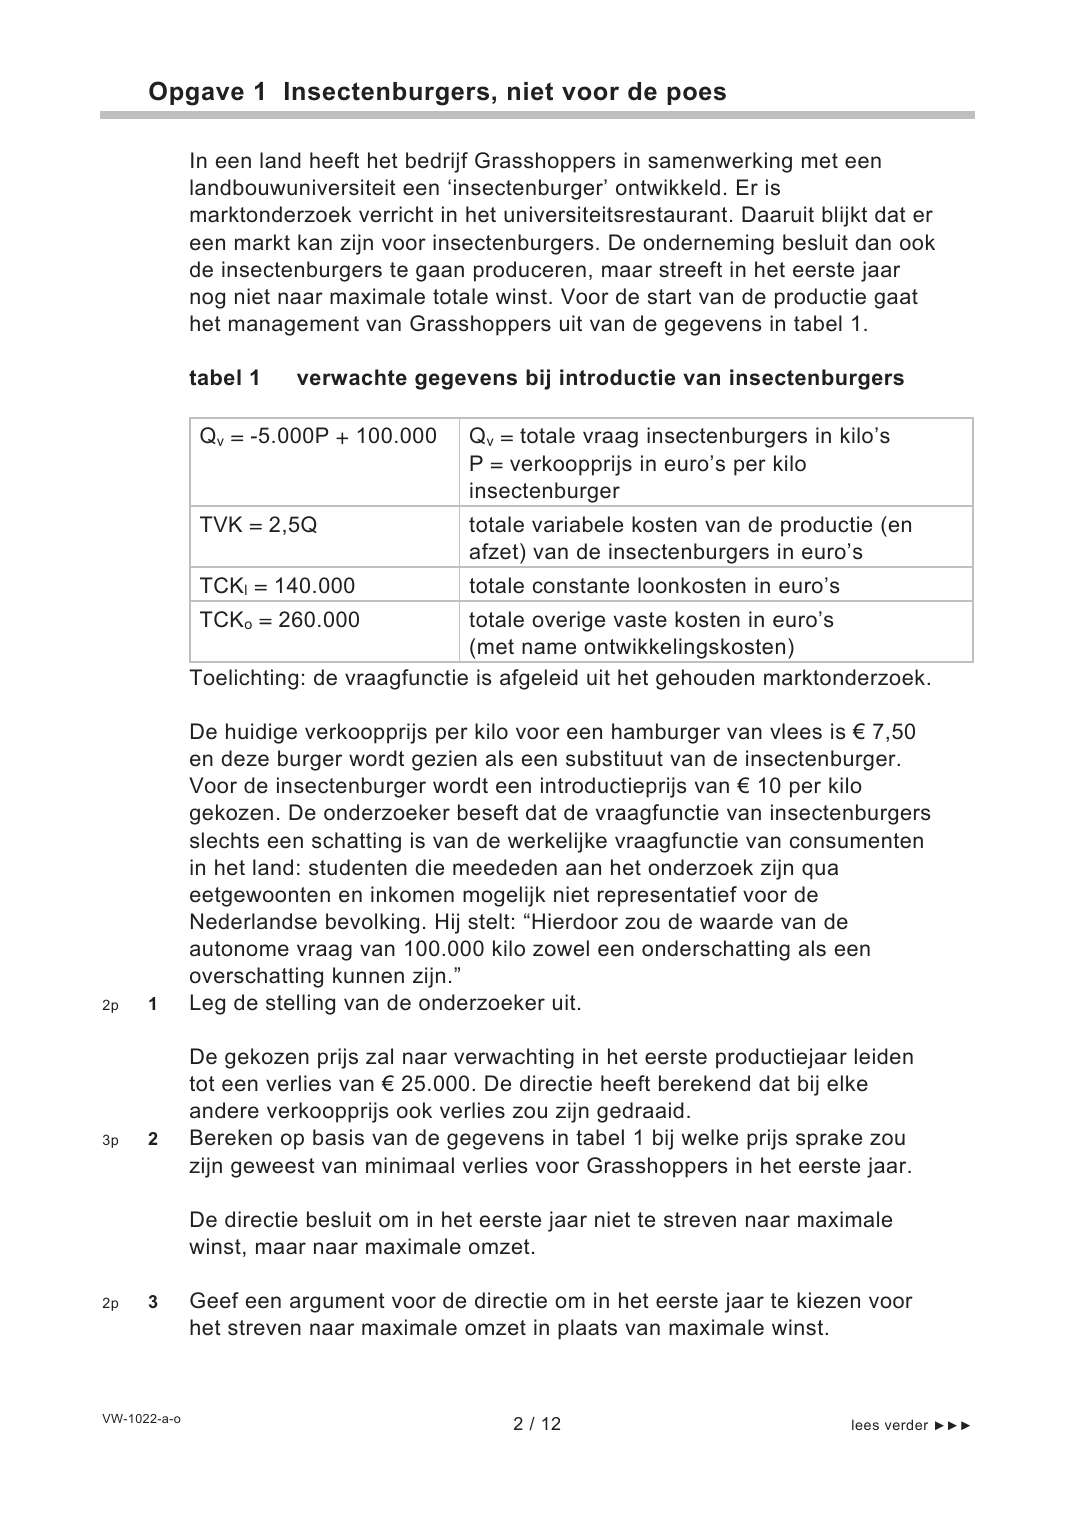 Opgave 1 Insectenburgers, niet voor de poes
In een land heeft het bedrijf Grasshoppers in samenwerking met een
landbouwuniversiteit een ‘insectenburger’ ontwikkeld. Er is
marktonderzoek verricht in het universiteitsrestaurant. Daaruit blijkt dat er
een markt kan zijn voor insectenburgers. De onderneming besluit dan ook
de insectenburgers te gaan produceren, maar streeft in het eerste jaar
nog niet naar maximale totale winst. Voor de start van de productie gaat
het management van Grasshoppers uit van de gegevens in tabel 1.
tabel 1 verwachte gegevens bij introductie van insectenburgers
Qv = -5.000P + 100.000
Qv = totale vraag insectenburgers in kilo’s
P = verkoopprijs in euro’s per kilo
insectenburger
TVK = 2,5Q
totale variabele kosten van de productie (en
afzet) van de insectenburgers in euro’s
TCKl = 140.000
totale constante loonkosten in euro’s
TCKo = 260.000
totale overige vaste kosten in euro’s
(met name ontwikkelingskosten)
Toelichting: de vraagfunctie is afgeleid uit het gehouden marktonderzoek.
De huidige verkoopprijs per kilo voor een hamburger van vlees is € 7,50
en deze burger wordt gezien als een substituut van de insectenburger.
Voor de insectenburger wordt een introductieprijs van € 10 per kilo
gekozen. De onderzoeker beseft dat de vraagfunctie van insectenburgers
slechts een schatting is van de werkelijke vraagfunctie van consumenten
in het land: studenten die meededen aan het onderzoek zijn qua
eetgewoonten en inkomen mogelijk niet representatief voor de
Nederlandse bevolking. Hij stelt: “Hierdoor zou de waarde van de
autonome vraag van 100.000 kilo zowel een onderschatting als een
overschatting kunnen zijn.”
2p 1 Leg de stelling van de onderzoeker uit.
De gekozen prijs zal naar verwachting in het eerste productiejaar leiden
tot een verlies van € 25.000. De directie heeft berekend dat bij elke
andere verkoopprijs ook verlies zou zijn gedraaid.
3p 2 Bereken op basis van de gegevens in tabel 1 bij welke prijs sprake zou
zijn geweest van minimaal verlies voor Grasshoppers in het eerste jaar.
De directie besluit om in het eerste jaar niet te streven naar maximale
winst, maar naar maximale omzet.
2p 3 Geef een argument voor de directie om in het eerste jaar te kiezen voor
het streven naar maximale omzet in plaats van maximale winst.
VW-1022-a-o
2 / 12
lees verder ►►►